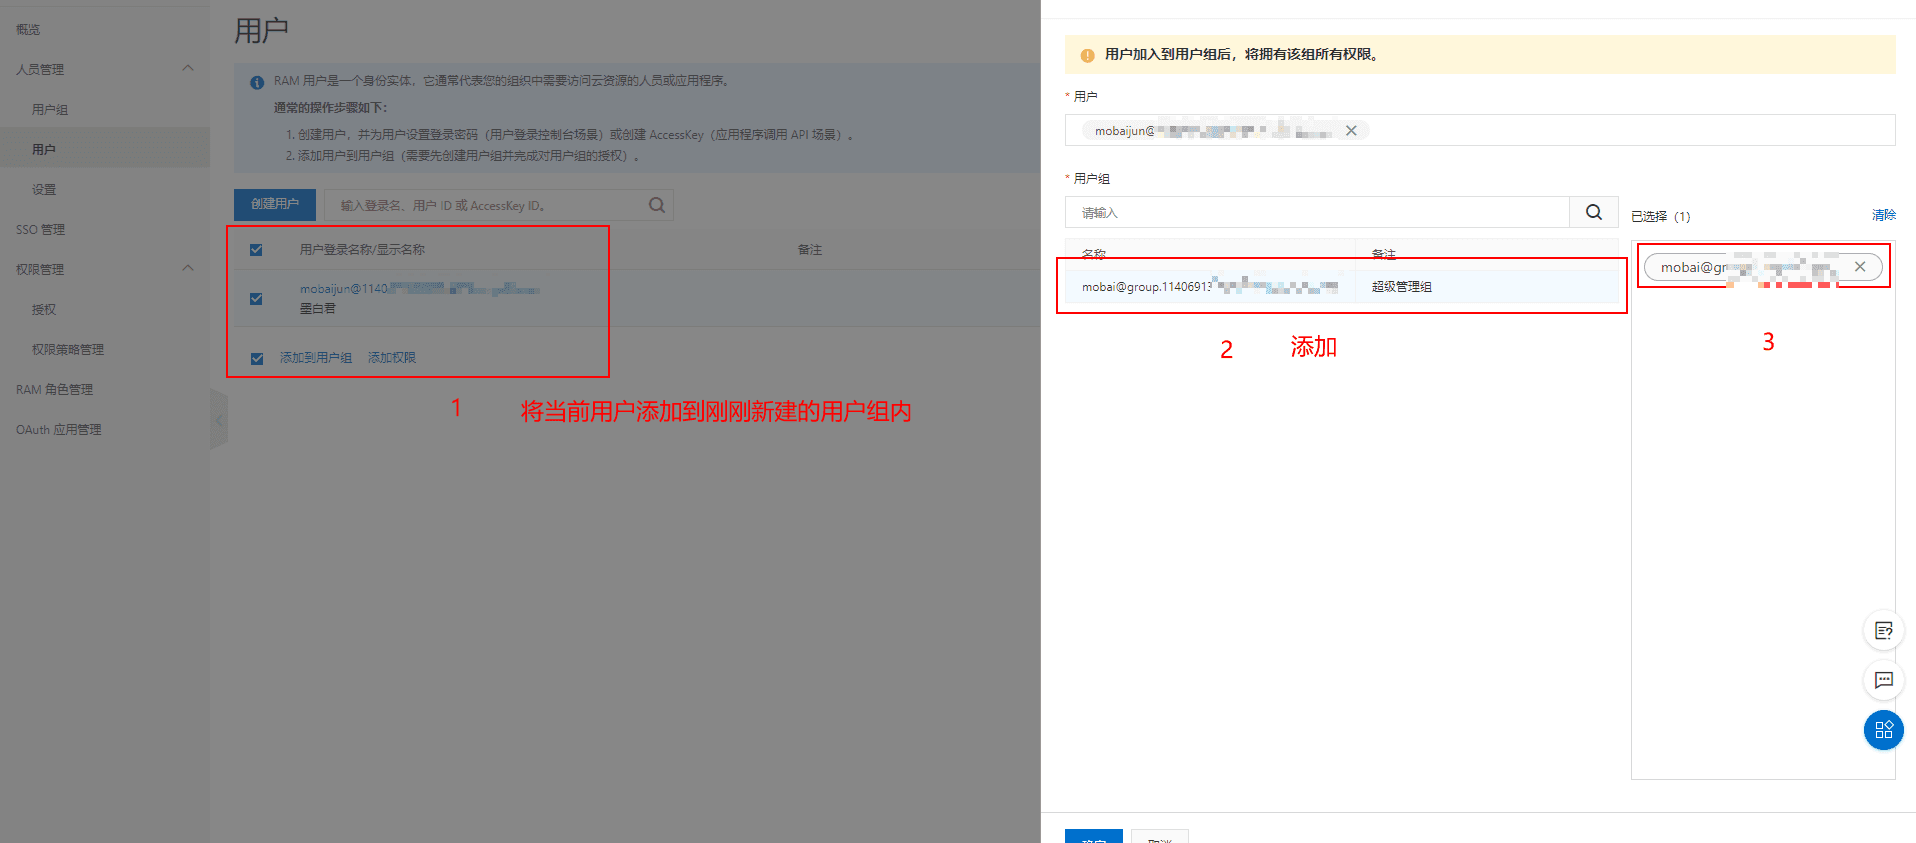 概览
人员管理
用户组
用户
设置
SSO 管理
权限管理
授权
权限策略管理
RAM 角色管理
OAuth 应用管理
用户
RAM 用户是一个身份实体，它通常代表您的组织中需要访问云资源的人员或应用程序。
通常的操作步骤如下：
1. 创建用户，并为用户设置登录密码（用户登录控制台场景）或创建 AccessKey（应用程序调用 API 场景）。
2. 添加用户到用户组（需要先创建用户组并完成对用户组的授权）。
创建用户
输入登录名、用户 ID 或 AccessKey ID。
用户登录名称/显示名称 备注
mobaijun@1140
墨白君
添加到用户组 添加权限
1 将当前用户添加到刚刚新建的用户组内
用户加入到用户组后，将拥有该组所有权限。
* 用户
mobaijun@
* 用户组
请输入
名称 备注
mobai@group.11406913 超级管理组
2 添加
已选择（1） 清除
mobai@gr
3
确定 取消